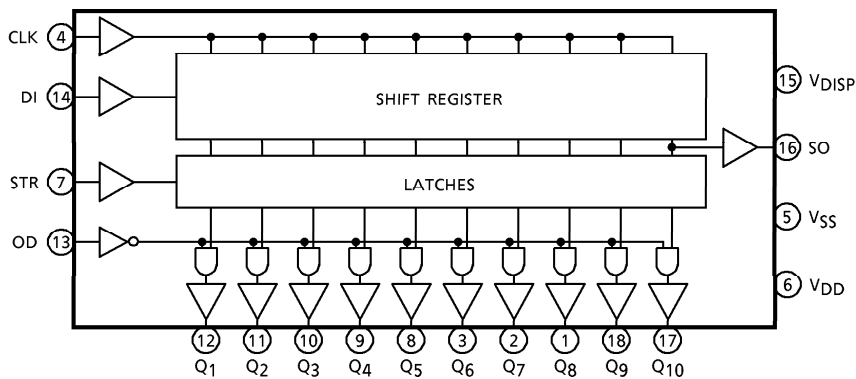 CLK 4
15 VDISP
DI 14
SHIFT REGISTER
16 SO
STR 7
LATCHES
5 VSS
OD 13
6 VDD
12 11 10 9 8 3 2 1 18 17
Q1 Q2 Q3 Q4 Q5 Q6 Q7 Q8 Q9 Q10